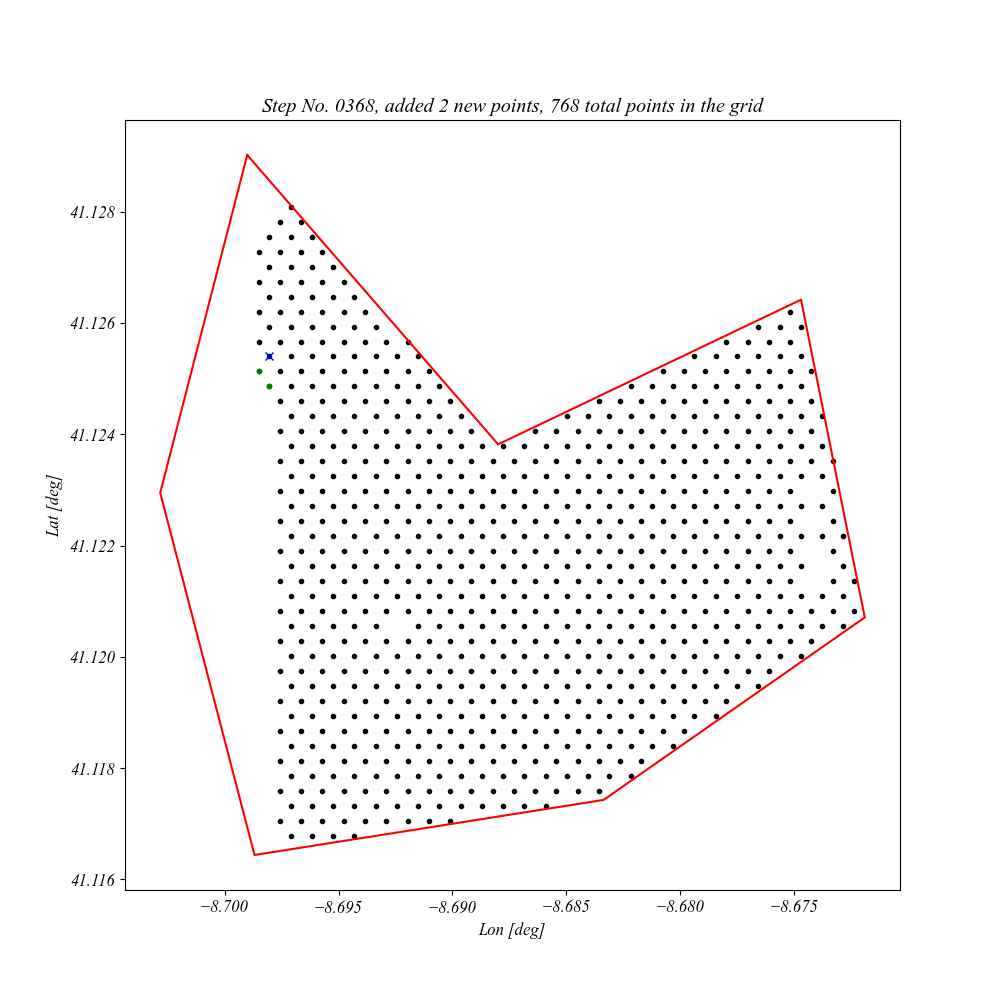 Step No. 0368, added 2 new points, 768 total points in the grid
41.128
41.126
41.124
41.122
41.120
41.118
41.116
Lat [deg]
−8.700 −8.695 −8.690 −8.685 −8.680 −8.675
Lon [deg]